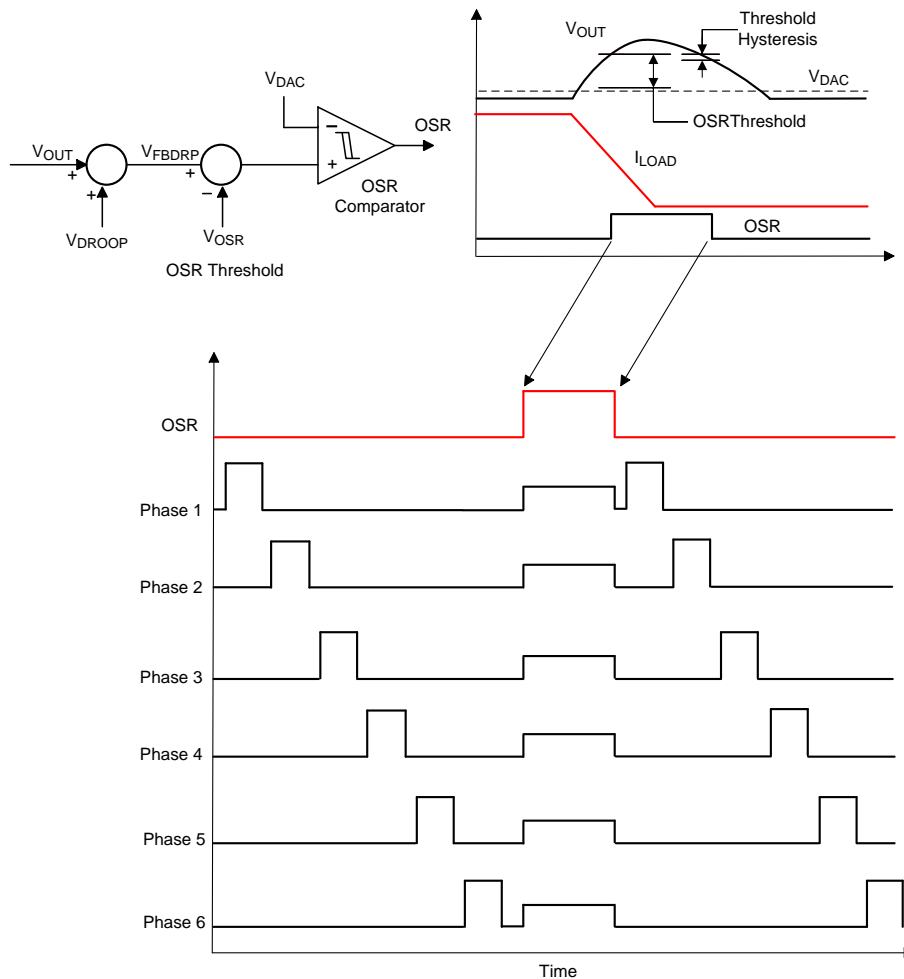 VDAC
VOUT
+
+
VDROOP
VFBDRP
+
−
VOSR
OSR Threshold
−
+
OSR
OSR
Comparator
VOUT
Threshold
Hysteresis
VDAC
OSRThreshold
ILOAD
OSR
OSR
Phase 1
Phase 2
Phase 3
Phase 4
Phase 5
Phase 6
Time